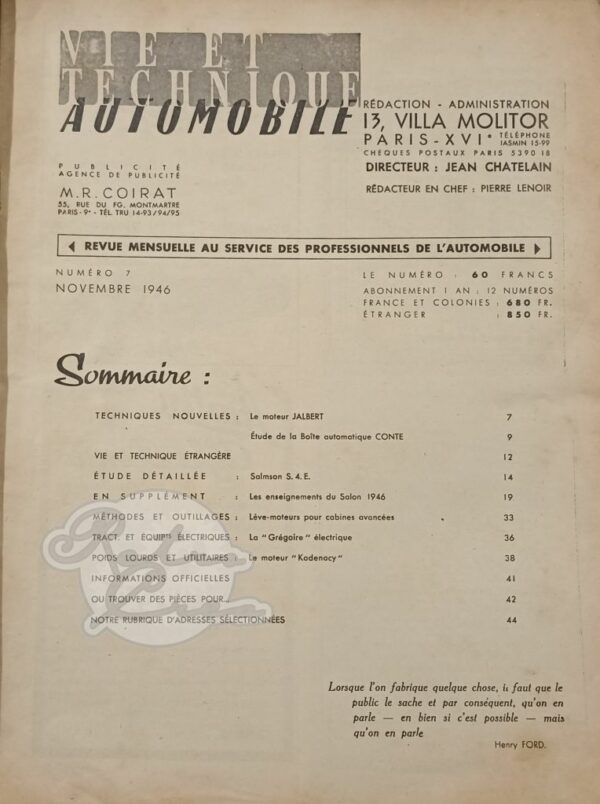 VIE ET
TECHNIQUE
AUTOMOBILE
RÉDACTION - ADMINISTRATION
13, VILLA MOLITOR
PARIS-XVIe TÉLÉPHONE JASMIN 15-99
CHEQUES POSTAUX PARIS 5390 18
DIRECTEUR : JEAN CHATELAIN
RÉDACTEUR EN CHEF : PIERRE LENOIR
PUBLICITÉ
AGENCE DE PUBLICITÉ
M.R. COIRAT
55, RUE DU FG. MONTMARTRE
PARIS - 9e - TÉL. TRU 14-93/94/95
REVUE MENSUELLE AU SERVICE DES PROFESSIONNELS DE L'AUTOMOBILE
NUMÉRO 7
NOVEMBRE 1946
LE NUMÉRO : 60 FRANCS
ABONNEMENT 1 AN : 12 NUMÉROS
FRANCE ET COLONIES : 680 FR.
ÉTRANGER : 850 FR.
Sommaire :
TECHNIQUES NOUVELLES : Le moteur JALBERT 7
Étude de la Boîte automatique CONTE 9
VIE ET TECHNIQUE ÉTRANGÈRE 12
ÉTUDE DÉTAILLÉE : Salmson S. 4. E. 14
EN SUPPLÉMENT : Les enseignements du Salon 1946 19
MÉTHODES ET OUTILLAGES : Lève-moteurs pour cabines avancées 33
TRACT. ET ÉQUIPts ÉLECTRIQUES : La "Grégoire" électrique 36
POIDS LOURDS ET UTILITAIRES : Le moteur "Kadenacy" 38
INFORMATIONS OFFICIELLES 41
OU TROUVER DES PIÈCES POUR... 42
NOTRE RUBRIQUE D'ADRESSES SÉLECTIONNÉES 44
Lorsque l'on fabrique quelque chose, il faut que le
public le sache et par conséquent, qu'on en
parle — en bien si c'est possible — mais
qu'on en parle
Henry FORD.